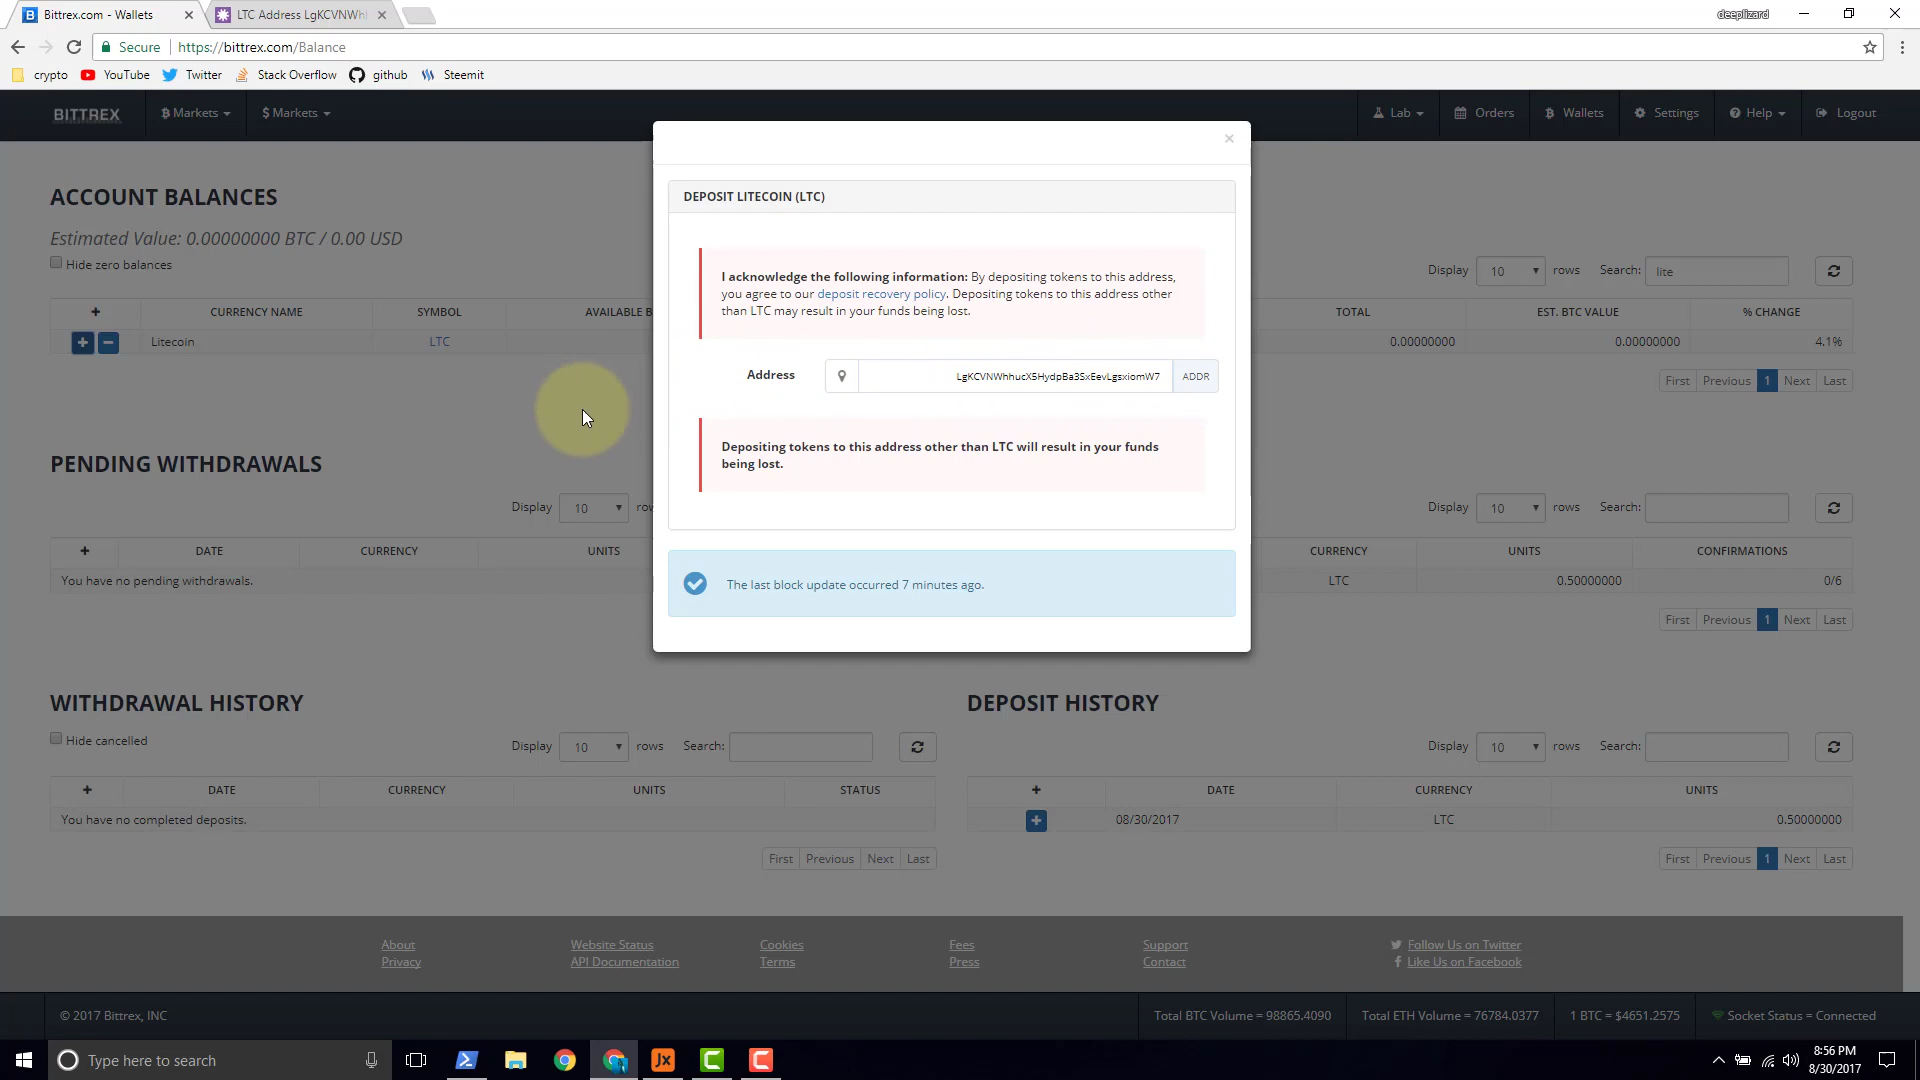 Bittrex.com - Wallets
LTC Address LgKCVNWhh
deeplizard
Secure https://bittrex.com/Balance
crypto YouTube Twitter Stack Overflow github Steemit
BITTREX
Markets $ Markets Lab Orders Wallets Settings Help Logout
ACCOUNT BALANCES
Estimated Value: 0.00000000 BTC / 0.00 USD
Hide zero balances
Display 10 rows Search: lite
+ CURRENCY NAME SYMBOL AVAILABLE B TOTAL EST. BTC VALUE % CHANGE
Litecoin LTC 0.00000000 0.00000000 4.1%
First Previous 1 Next Last
×
DEPOSIT LITECOIN (LTC)
I acknowledge the following information: By depositing tokens to this address,
you agree to our deposit recovery policy. Depositing tokens to this address other
than LTC may result in your funds being lost.
Address LgKCVNWhhucX5HydpBa3SxEevLgsxiomW7 ADDR
Depositing tokens to this address other than LTC will result in your funds
being lost.
The last block update occurred 7 minutes ago.
PENDING WITHDRAWALS
Display 10 row
Display 10 rows Search:
+ DATE CURRENCY UNITS
You have no pending withdrawals.
CURRENCY UNITS CONFIRMATIONS
LTC 0.50000000 0/6
First Previous 1 Next Last
WITHDRAWAL HISTORY
Hide cancelled
Display 10 rows Search:
+ DATE CURRENCY UNITS STATUS
You have no completed deposits.
First Previous Next Last
DEPOSIT HISTORY
Display 10 rows Search:
+ DATE CURRENCY UNITS
+ 08/30/2017 LTC 0.50000000
First Previous 1 Next Last
About Website Status Cookies Fees Support Follow Us on Twitter
Privacy API Documentation Terms Press Contact Like Us on Facebook
© 2017 Bittrex, INC
Total BTC Volume = 98865.4090 Total ETH Volume = 76784.0377 1 BTC = $4651.2575 Socket Status = Connected
Type here to search
Jx
8:56 PM
8/30/2017